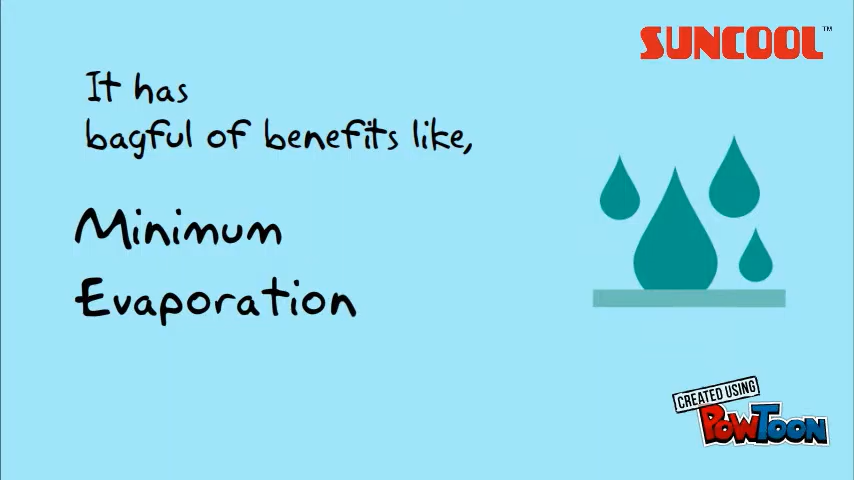 SUNCOOL™
It has
bagful of benefits like,
Minimum
Evaporation
CREATED USING
POWTOON